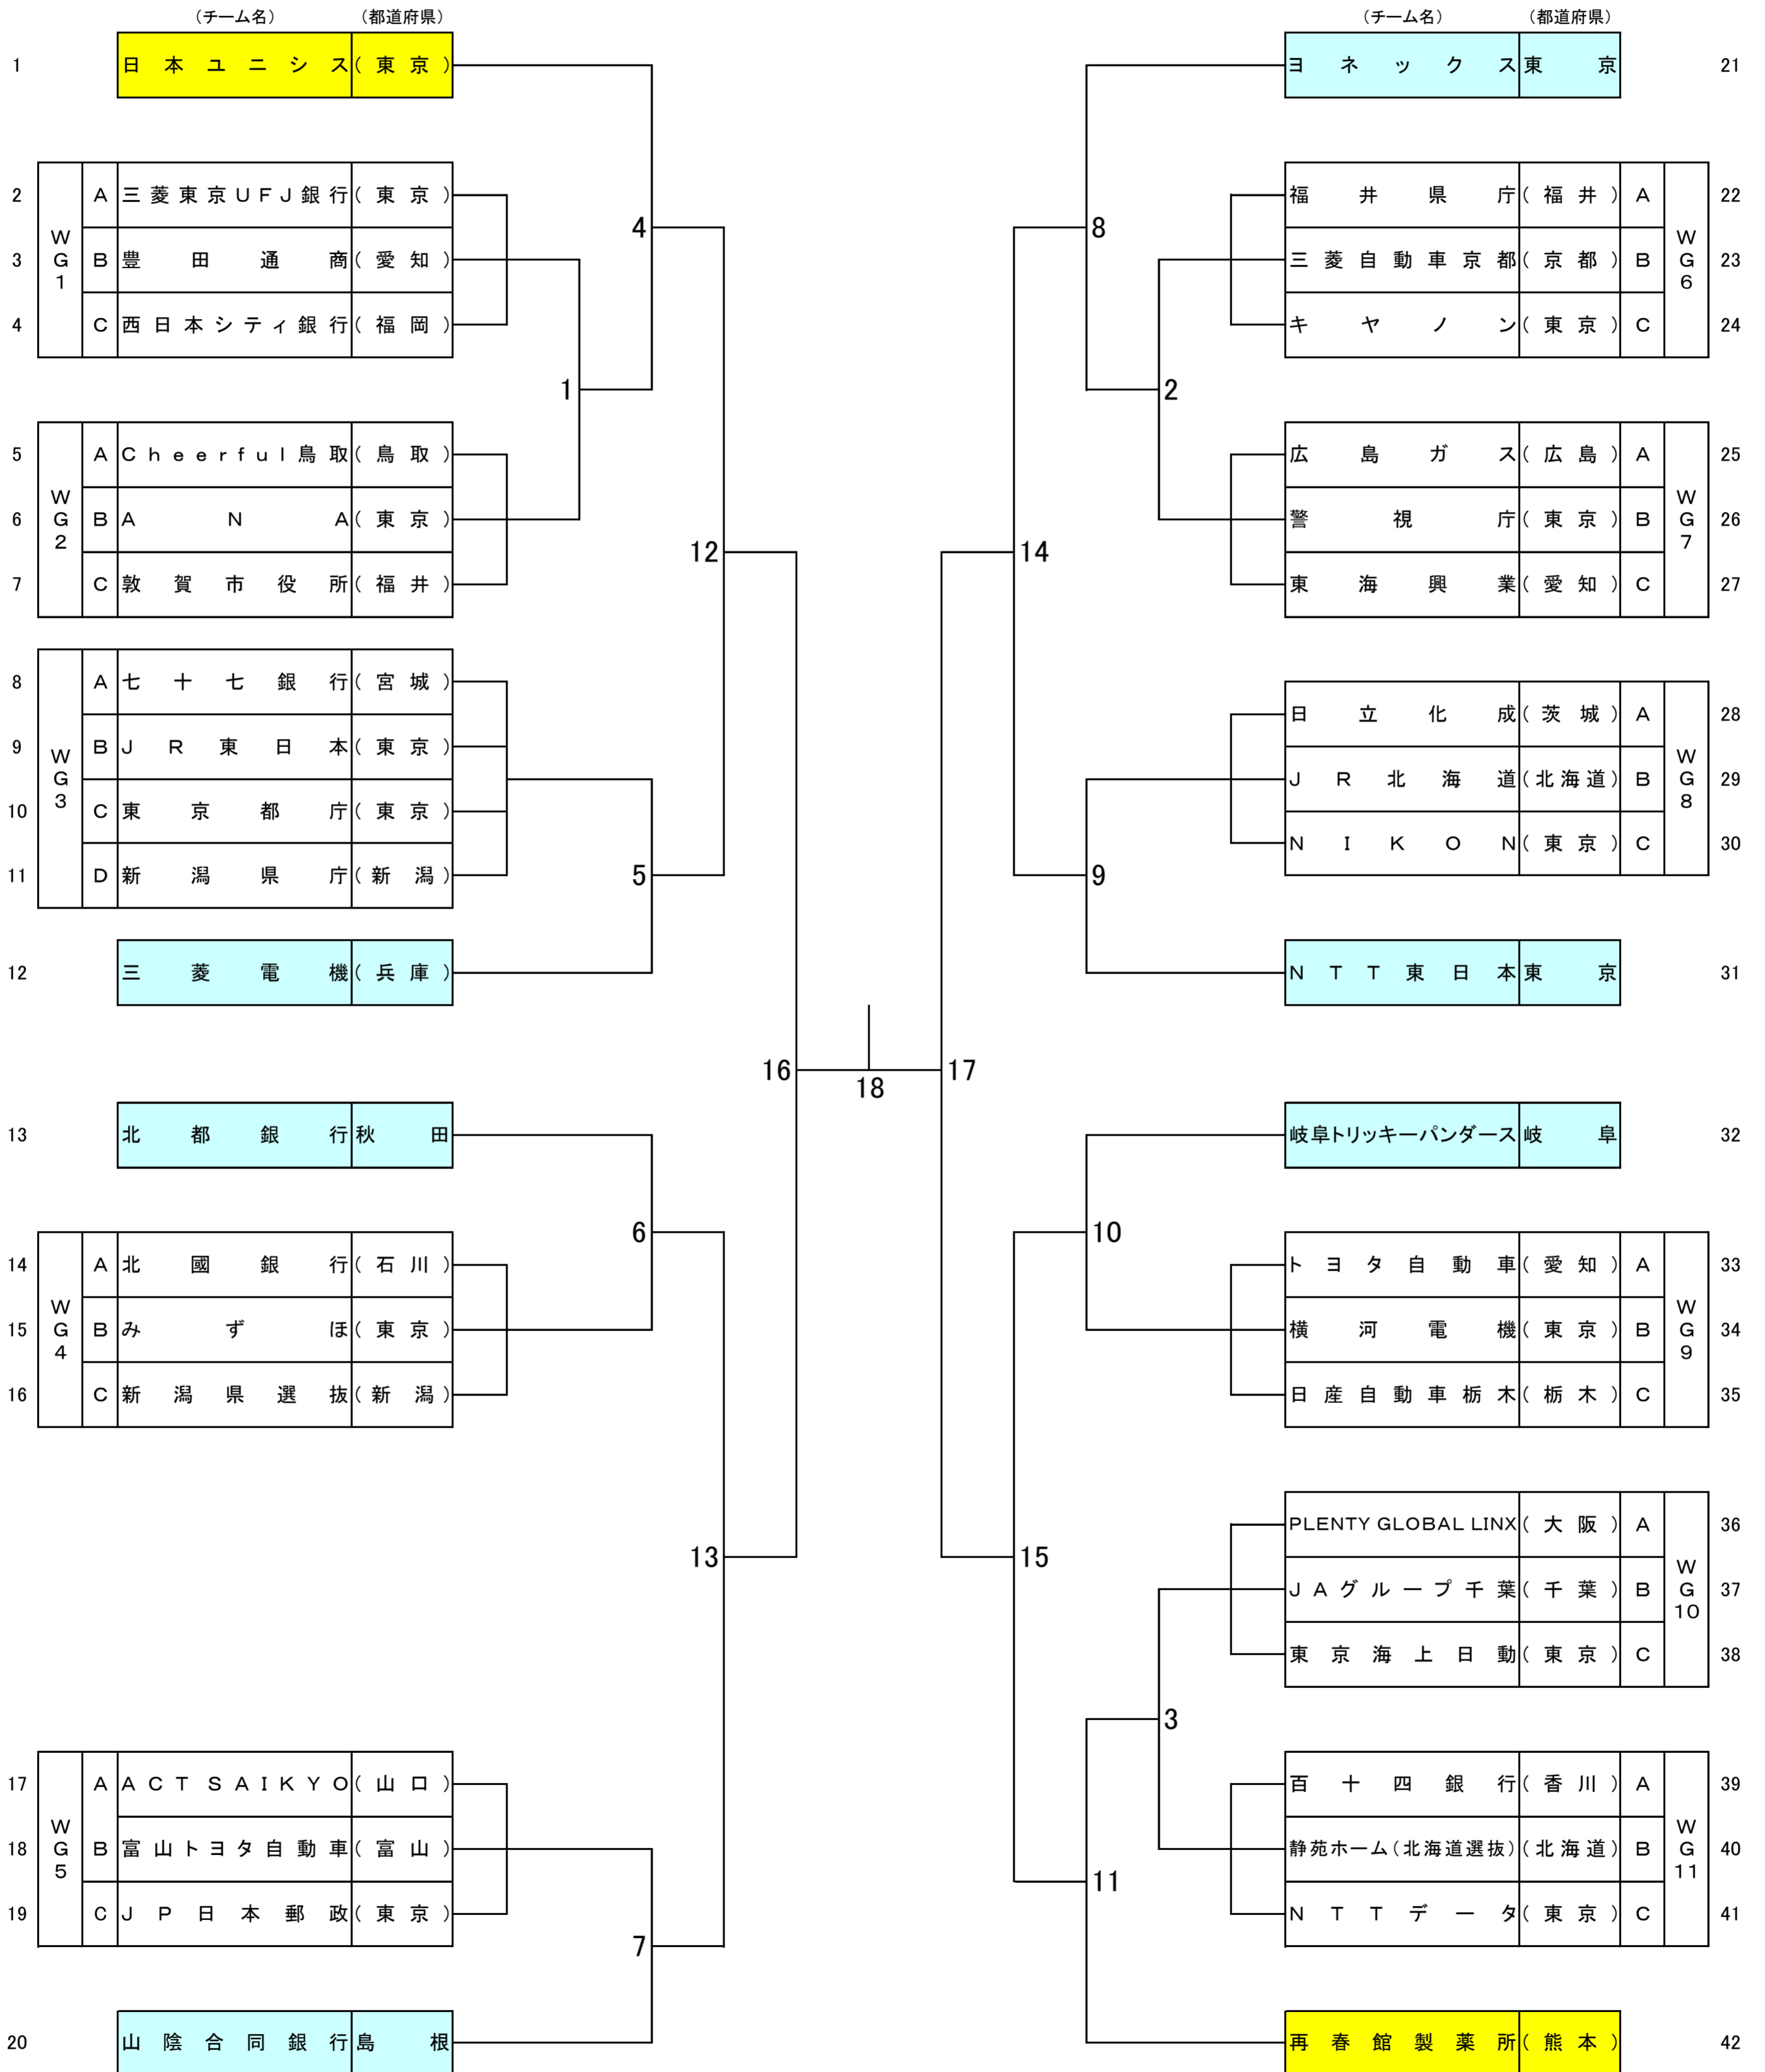 （チーム名） （都道府県）
1 日本ユニシス（東京）
2 A 三菱東京ＵＦＪ銀行（東京）
WG1
3 B 豊田通商（愛知）
4 C 西日本シティ銀行（福岡）
5 A Ｃｈｅｅｒｆｕｌ鳥取（鳥取）
WG2
6 B ＡＮＡ（東京）
7 C 敦賀市役所（福井）
8 A 七十七銀行（宮城）
9 B ＪＲ東日本（東京）
WG3
10 C 東京都庁（東京）
11 D 新潟県庁（新潟）
12 三菱電機（兵庫）
13 北都銀行 秋田
14 A 北國銀行（石川）
WG4
15 B みずほ（東京）
16 C 新潟県選抜（新潟）
17 A ＡＣＴＳＡＩＫＹＯ（山口）
WG5
18 B 富山トヨタ自動車（富山）
19 C ＪＰ日本郵政（東京）
20 山陰合同銀行 島根
4
1
12
5
16
6
13
7
18
8
2
14
9
17
10
15
3
11
（チーム名） （都道府県）
ヨネックス 東京 21
福井県庁（福井） A 22
三菱自動車京都（京都） B 23
WG6
キヤノン（東京） C 24
広島ガス（広島） A 25
警視庁（東京） B 26
WG7
東海興業（愛知） C 27
日立化成（茨城） A 28
ＪＲ北海道（北海道） B 29
WG8
ＮＩＫＯＮ（東京） C 30
ＮＴＴ東日本 東京 31
岐阜トリッキーパンダース 岐阜 32
トヨタ自動車（愛知） A 33
横河電機（東京） B 34
WG9
日産自動車栃木（栃木） C 35
PLENTY GLOBAL LINX（大阪） A 36
ＪＡグループ千葉（千葉） B 37
WG10
東京海上日動（東京） C 38
百十四銀行（香川） A 39
静苑ホーム（北海道選抜）（北海道） B 40
WG11
ＮＴＴデータ（東京） C 41
再春館製薬所（熊本） 42